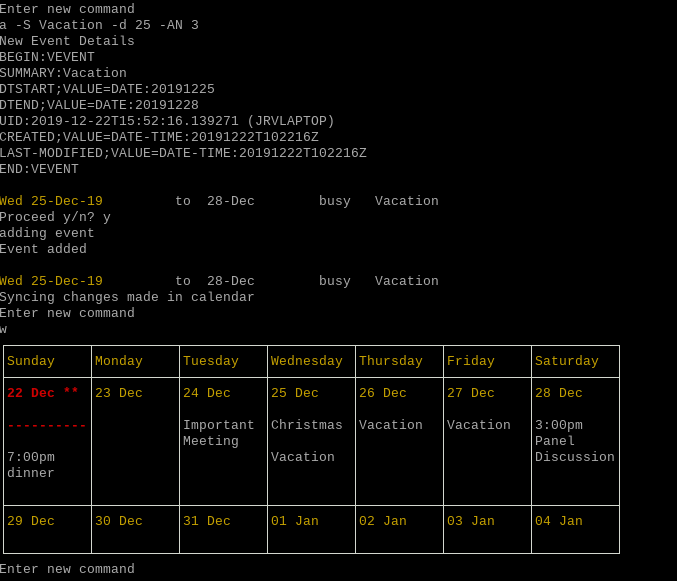 Enter new command
a -S Vacation -d 25 -AN 3
New Event Details
BEGIN:VEVENT
SUMMARY:Vacation
DTSTART;VALUE=DATE:20191225
DTEND;VALUE=DATE:20191228
UID:2019-12-22T15:52:16.139271 (JRVLAPTOP)
CREATED;VALUE=DATE-TIME:20191222T102216Z
LAST-MODIFIED;VALUE=DATE-TIME:20191222T102216Z
END:VEVENT
Wed 25-Dec-19 to 28-Dec busy Vacation
Proceed y/n? y
adding event
Event added
Wed 25-Dec-19 to 28-Dec busy Vacation
Syncing changes made in calendar
Enter new command
w
Sunday Monday Tuesday Wednesday Thursday Friday Saturday
22 Dec ** 23 Dec 24 Dec 25 Dec 26 Dec 27 Dec 28 Dec
---------- Important Christmas Vacation Vacation 3:00pm
Meeting Panel
7:00pm Vacation Discussion
dinner
29 Dec 30 Dec 31 Dec 01 Jan 02 Jan 03 Jan 04 Jan
Enter new command